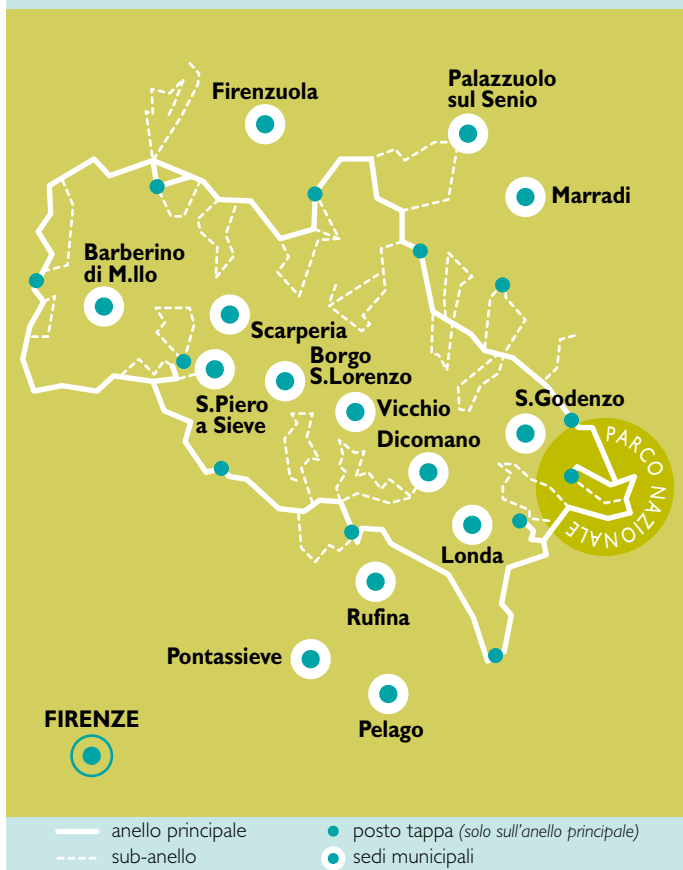 Firenzuola
Palazzuolo
sul Senio
Marradi
Barberino
di M.llo
Scarperia
Borgo
S.Lorenzo
S.Piero
a Sieve
Vicchio
Dicomano
S.Godenzo
PARCO NAZIONALE
Londa
Rufina
Pontassieve
Pelago
FIRENZE
anello principale
posto tappa (solo sull'anello principale)
sub-anello
sedi municipali